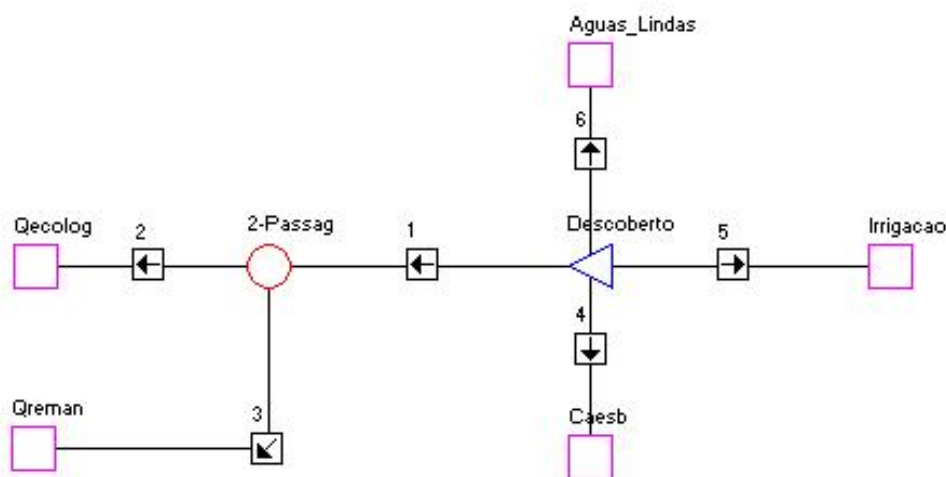 Aguas_Lindas
6
Qecolog
2
2-Passag
1
Descoberto
5
Irrigacao
4
Qreman
3
Caesb